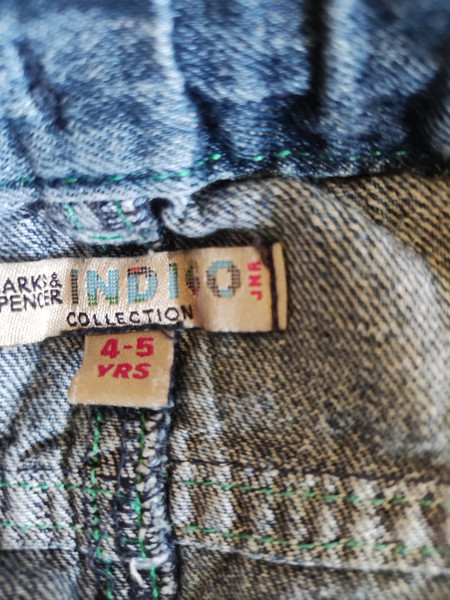 ARKS &
PENCER
INDIGO
JNR
COLLECTION
4-5
YRS